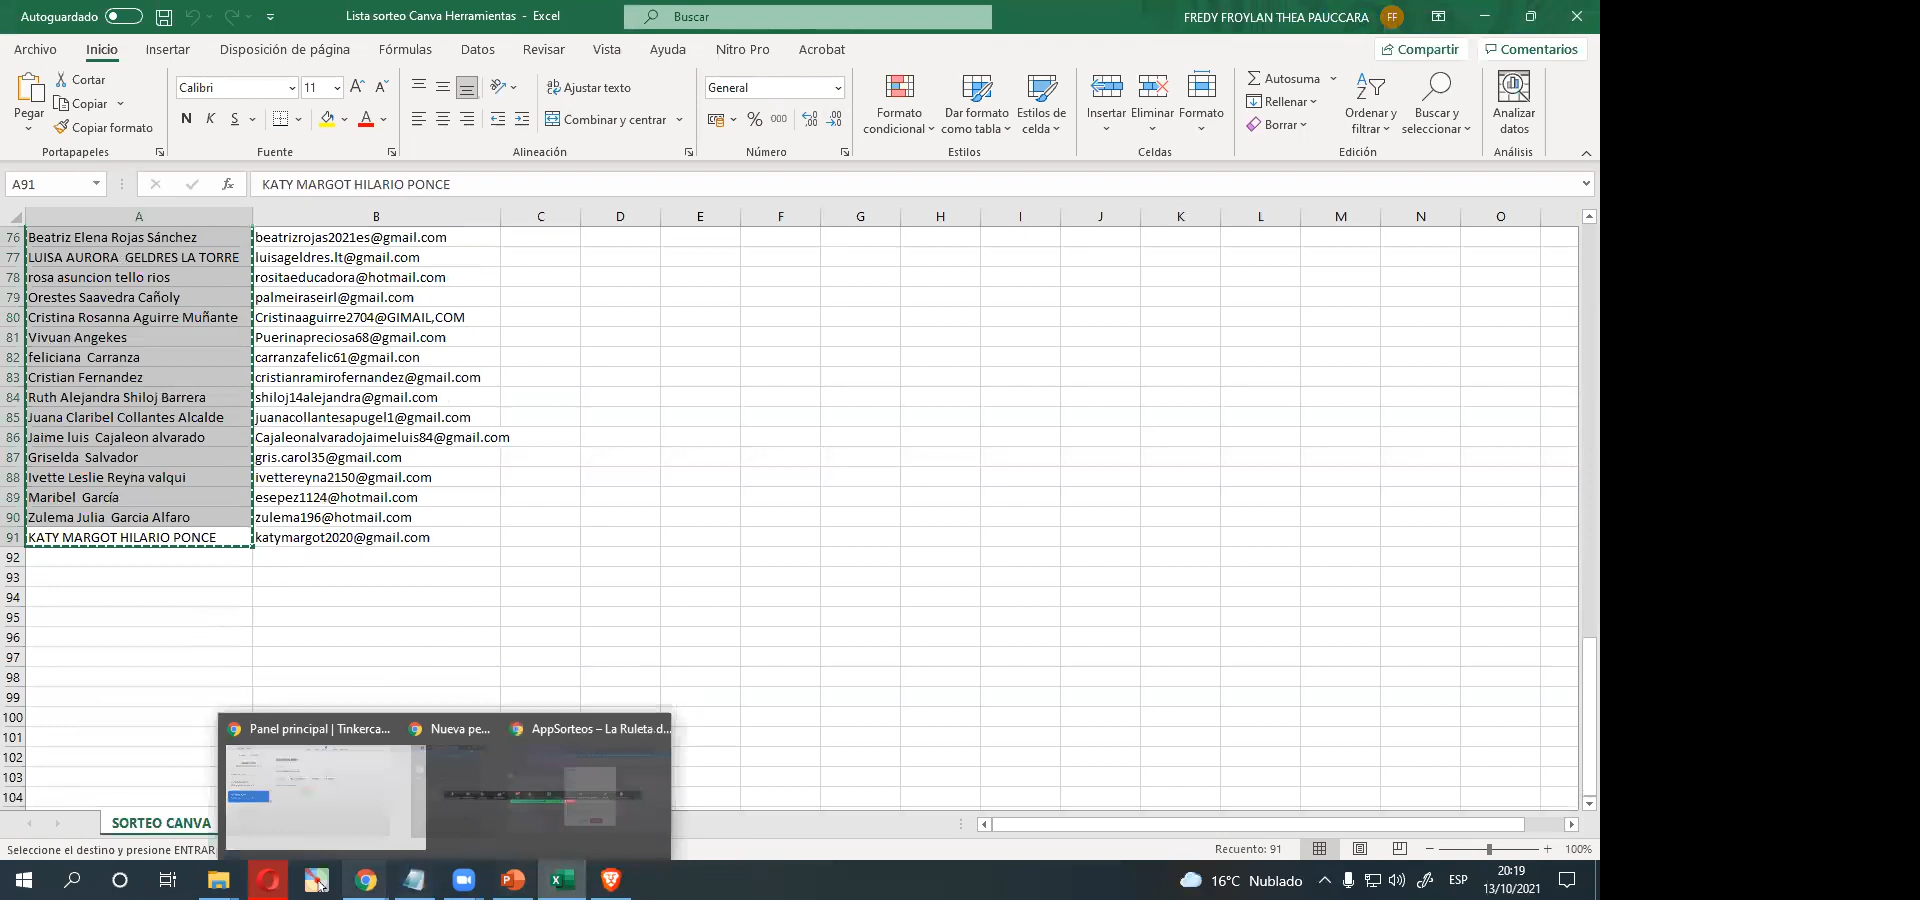 Autoguardado
Lista sorteo Canva Herramientas - Excel
Buscar
FREDY FROYLAN THEA PAUCCARA
FF
Archivo Inicio Insertar Disposición de página Fórmulas Datos Revisar Vista Ayuda Nitro Pro Acrobat
Compartir Comentarios
Pegar
Cortar
Copiar
Copiar formato
Portapapeles
Calibri 11
N K S
Fuente
Ajustar texto
Combinar y centrar
Alineación
General
% 000
Número
Formato condicional
Dar formato como tabla
Estilos de celda
Estilos
Insertar Eliminar Formato
Celdas
Autosuma
Rellenar
Borrar
Ordenar y filtrar
Buscar y seleccionar
Edición
Analizar datos
Análisis
A91 fx KATY MARGOT HILARIO PONCE
A B C D E F G H I J K L M N O
76 Beatriz Elena Rojas Sánchez beatrizrojas2021es@gmail.com
77 LUISA AURORA  GELDRES LA TORRE luisageldres.lt@gmail.com
78 rosa asuncion tello rios rositaeducadora@hotmail.com
79 Orestes Saavedra Cañoly palmeiraseirl@gmail.com
80 Cristina Rosanna Aguirre Muñante Cristinaaguirre2704@GIMAIL,COM
81 Vivuan Angekes Puerinapreciosa68@gmail.com
82 feliciana  Carranza carranzafelic61@gmail.con
83 Cristian Fernandez cristianramirofernandez@gmail.com
84 Ruth Alejandra Shiloj Barrera shiloj14alejandra@gmail.com
85 Juana Claribel Collantes Alcalde juanacollantesapugel1@gmail.com
86 Jaime luis  Cajaleon alvarado Cajaleonalvaradojaimeluis84@gmail.com
87 Griselda  Salvador gris.carol35@gmail.com
88 Ivette Leslie Reyna valqui ivettereyna2150@gmail.com
89 Maribel  García esepez1124@hotmail.com
90 Zulema Julia  Garcia Alfaro zulema196@hotmail.com
91 KATY MARGOT HILARIO PONCE katymargot2020@gmail.com
92
93
94
95
96
97
98
99
100
101
102
103
104
Panel principal | Tinkerca... Nueva pe... AppSorteos – La Ruleta d...
SORTEO CANVA
Seleccione el destino y presione ENTRAR
Recuento: 91
100%
16°C Nublado
ESP
20:19
13/10/2021